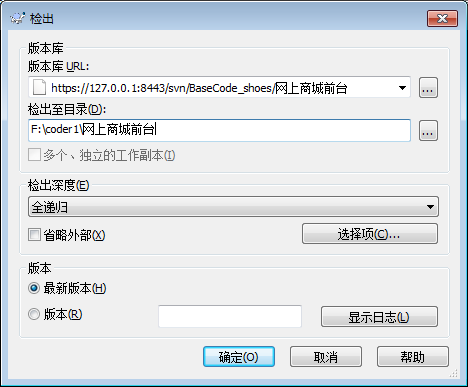 检出
版本库
版本库 URL:
https://127.0.0.1:8443/svn/BaseCode_shoes/网上商城前台
...
检出至目录(D):
F:\coder1\网上商城前台
...
多个、独立的工作副本(I)
检出深度(E)
全递归
省略外部(X)
选择项(C)...
版本
最新版本(H)
版本(R)
显示日志(L)
确定(O)
取消
帮助